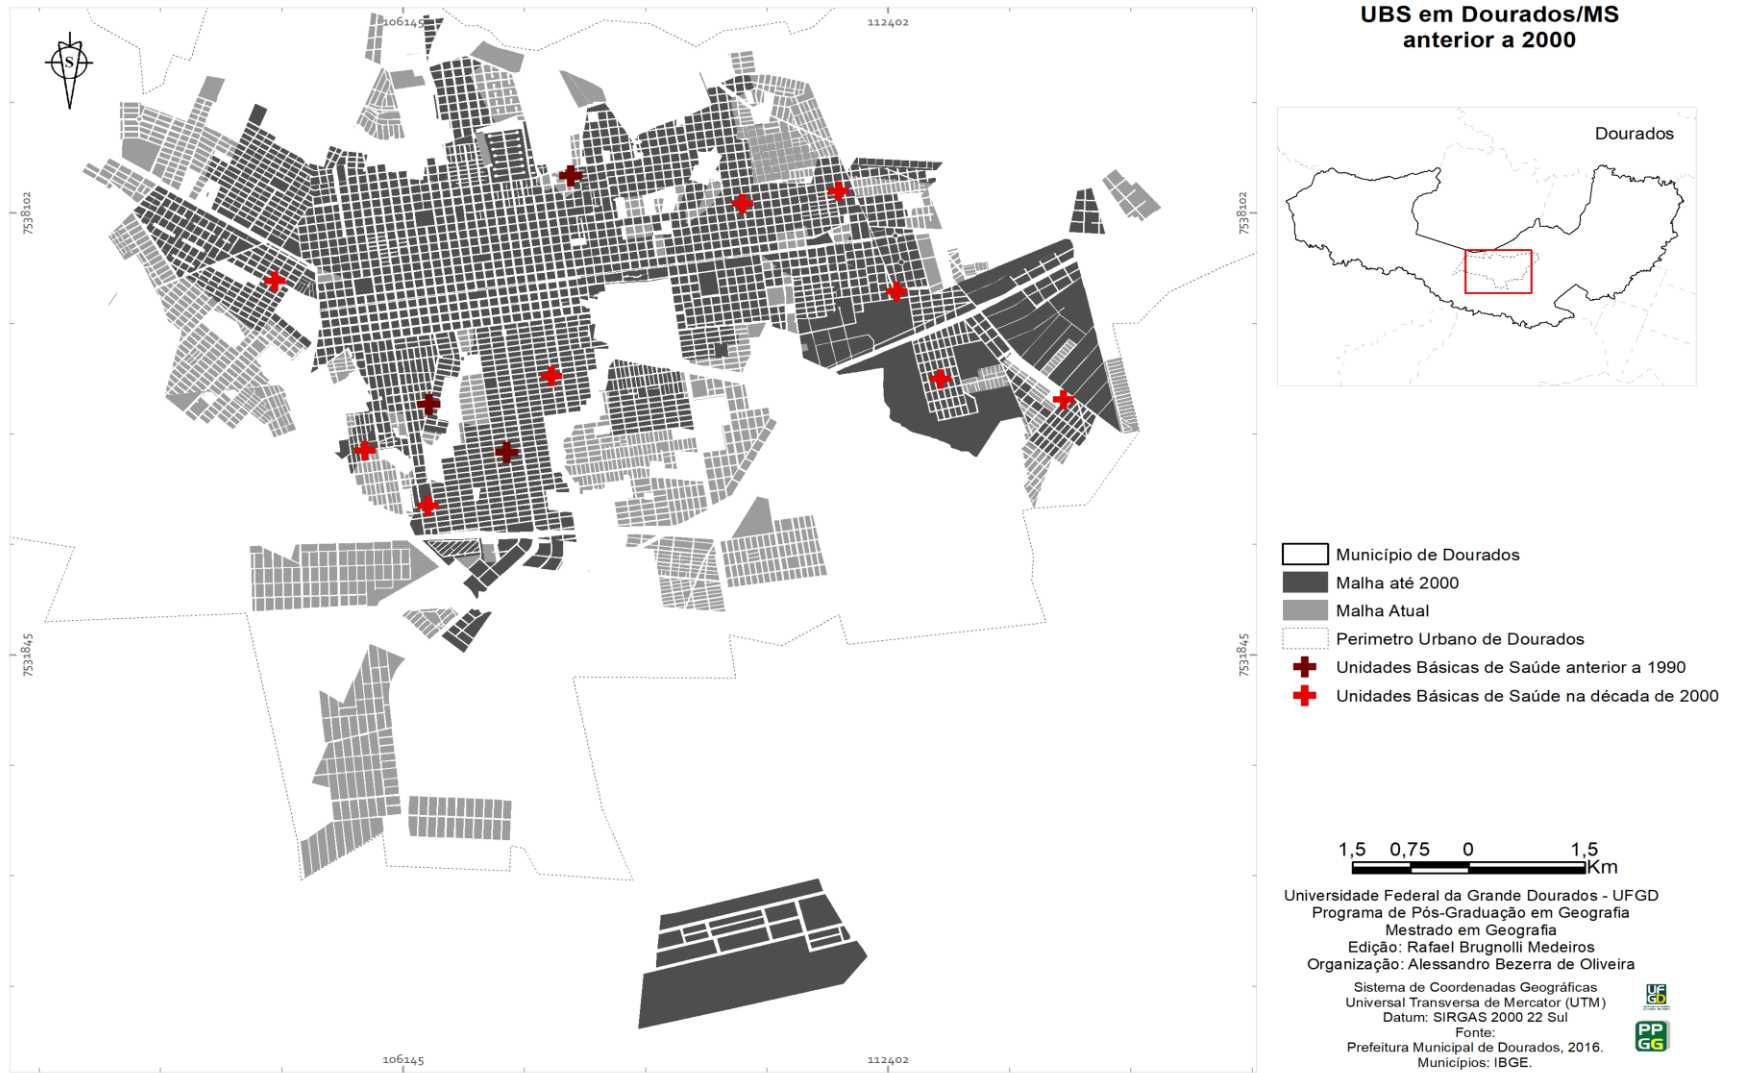 UBS em Dourados/MS
anterior a 2000
106145
112402
S
7538102
7538102
Dourados
Município de Dourados
Malha até 2000
Malha Atual
Perimetro Urbano de Dourados
Unidades Básicas de Saúde anterior a 1990
Unidades Básicas de Saúde na década de 2000
7531845
7531845
1,5 0,75 0 1,5
Km
Universidade Federal da Grande Dourados - UFGD
Programa de Pós-Graduação em Geografia
Mestrado em Geografia
Edição: Rafael Brugnolli Medeiros
Organização: Alessandro Bezerra de Oliveira
Sistema de Coordenadas Geográficas
Universal Transversa de Mercator (UTM)
Datum: SIRGAS 2000 22 Sul
Fonte:
Prefeitura Municipal de Dourados, 2016.
Municípios: IBGE.
UF
GD
PP
GG
106145
112402